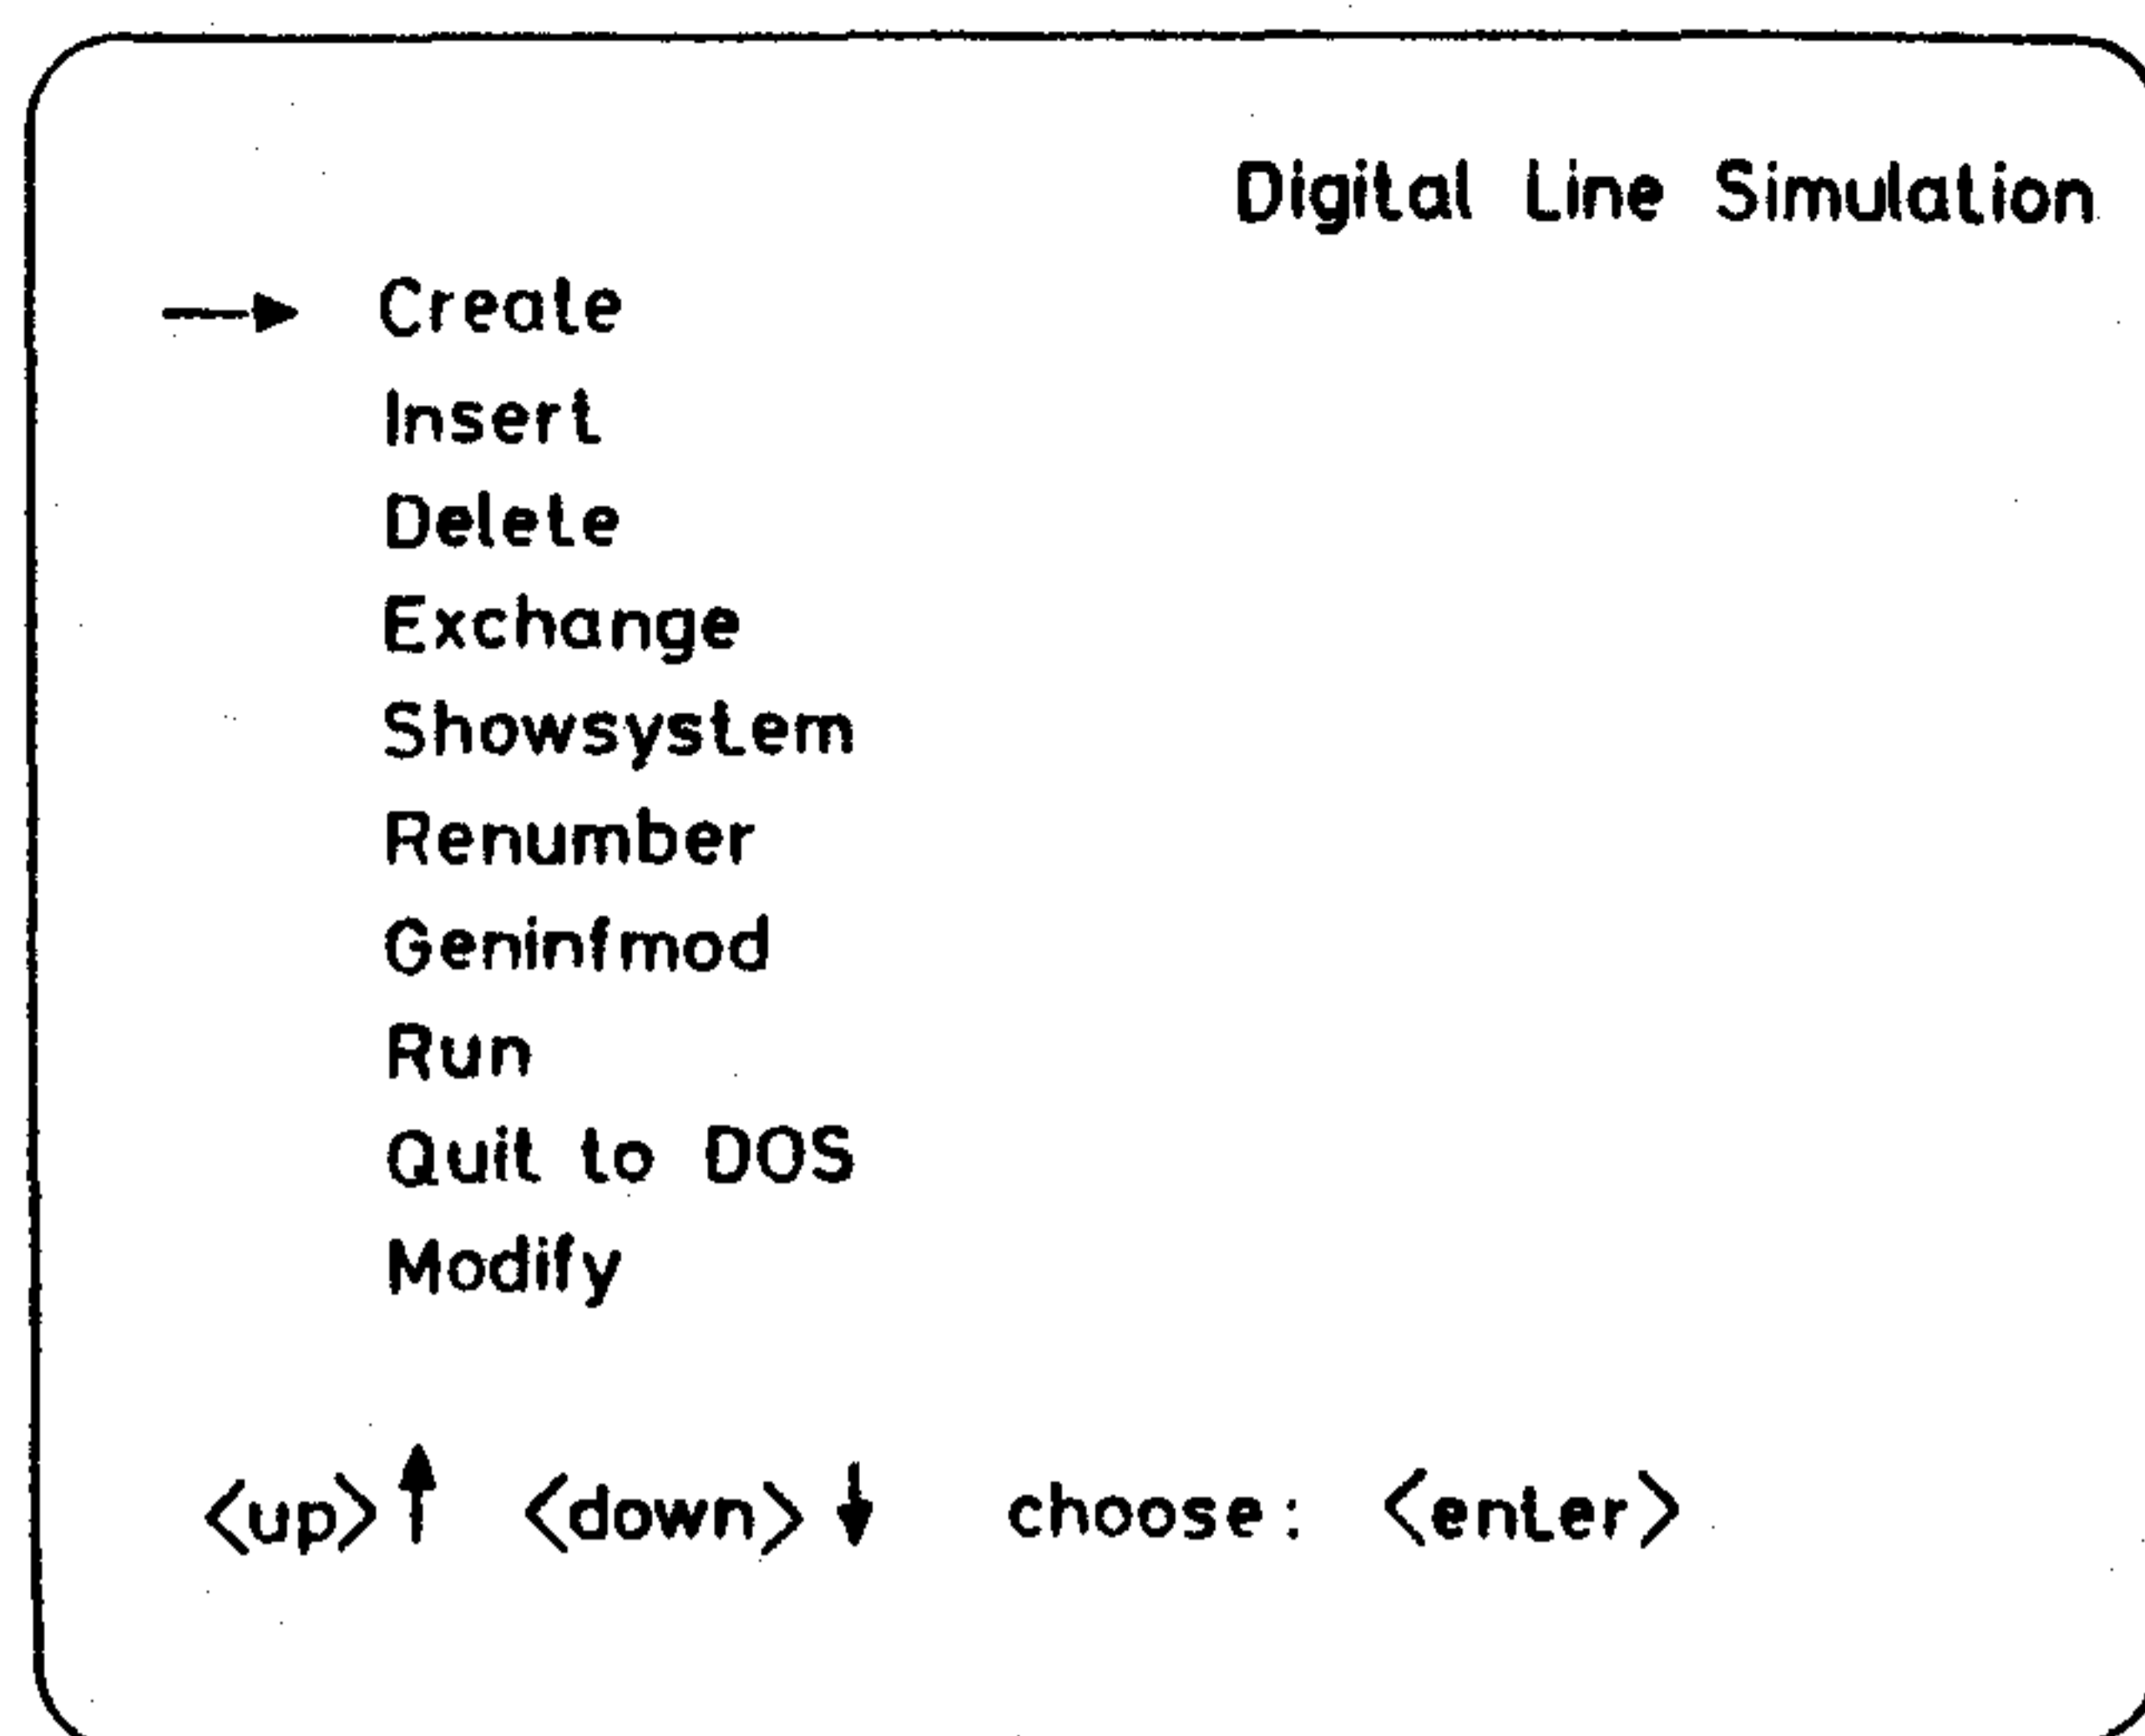 Digital Line Simulation
Create
Insert
Delete
Exchange
Showsystem
Renumber
Geninfmod
Run
Quit to DOS
Modify
<up> <down> choose: <enter>